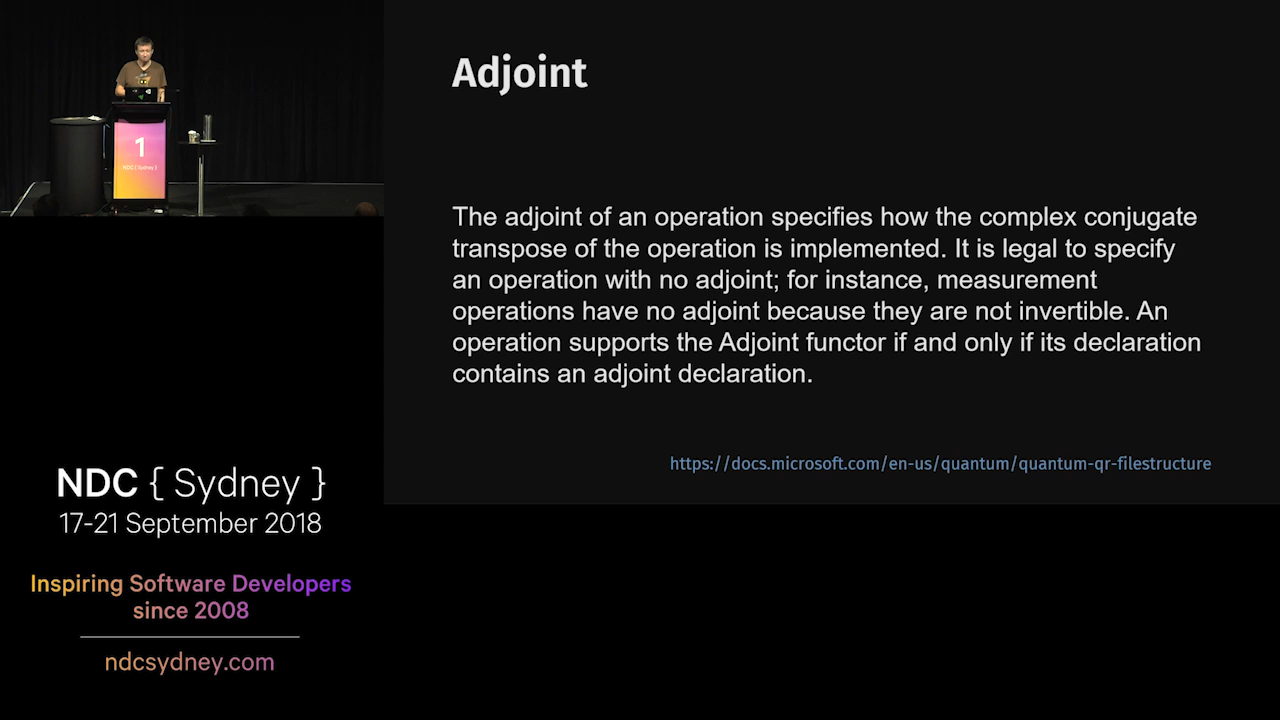 Adjoint
The adjoint of an operation specifies how the complex conjugate
transpose of the operation is implemented. It is legal to specify
an operation with no adjoint; for instance, measurement
operations have no adjoint because they are not invertible. An
operation supports the Adjoint functor if and only if its declaration
contains an adjoint declaration.
https://docs.microsoft.com/en-us/quantum/quantum-qr-filestructure
1
NDC { Sydney }
NDC { Sydney }
17-21 September 2018
Inspiring Software Developers
since 2008
ndcsydney.com